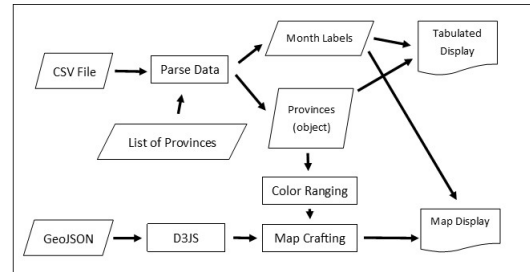 Month Labels
Tabulated
Display
CSV File
Parse Data
Provinces
(object)
List of Provinces
Color Ranging
GeoJSON
D3JS
Map Crafting
Map Display